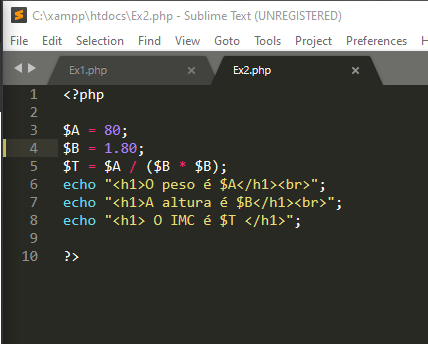 C:\xampp\htdocs\Ex2.php - Sublime Text (UNREGISTERED)
File Edit Selection Find View Goto Tools Project Preferences H
Ex1.php × Ex2.php ×
1 <?php
2
3 $A = 80;
4 $B = 1.80;
5 $T = $A / ($B * $B);
6 echo "<h1>O peso é $A</h1><br>";
7 echo "<h1>A altura é $B</h1><br>";
8 echo "<h1> O IMC é $T </h1>";
9
10 ?>